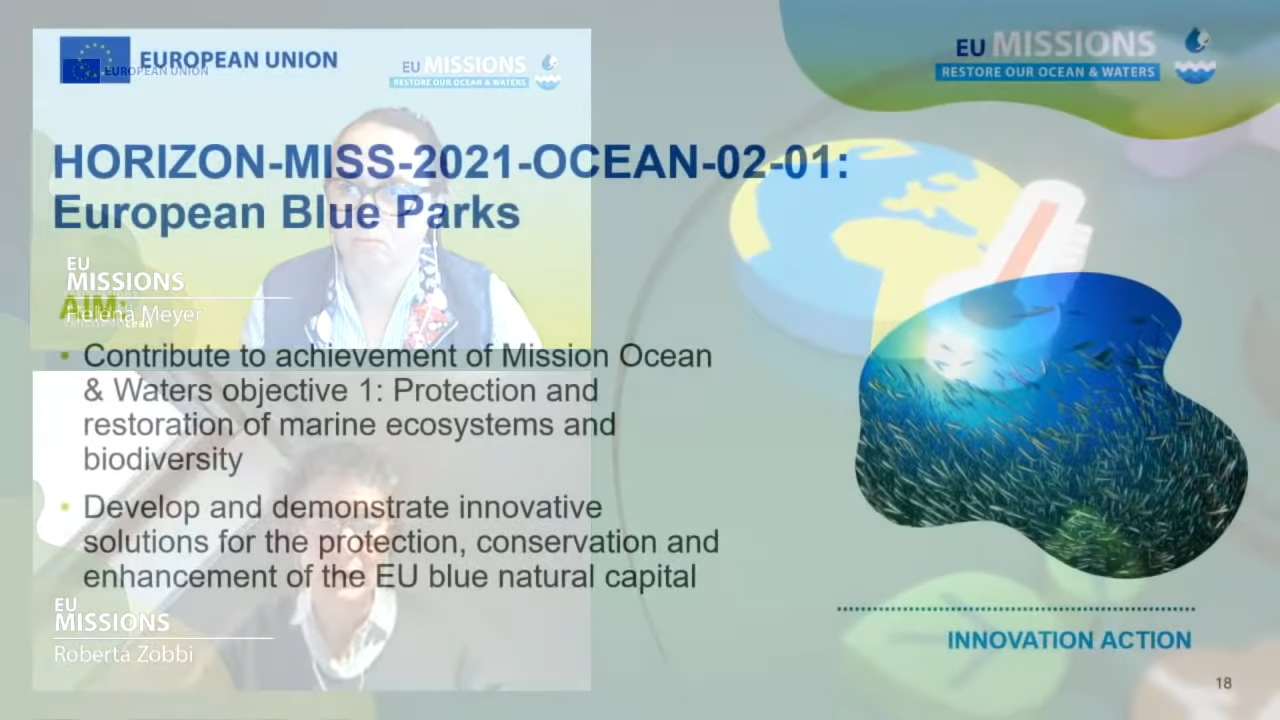 EUROPEAN UNION
EUROPEAN UNION
EU MISSIONS
RESTORE OUR OCEAN & WATERS
EU MISSIONS
RESTORE OUR OCEAN & WATERS
HORIZON-MISS-2021-OCEAN-02-01:
European Blue Parks
EU
MISSIONS
AIM:
Helena Meyer
• Contribute to achievement of Mission Ocean
& Waters objective 1: Protection and
restoration of marine ecosystems and
biodiversity
• Develop and demonstrate innovative
solutions for the protection, conservation and
enhancement of the EU blue natural capital
EU
MISSIONS
Roberta Zobbi
INNOVATION ACTION
18